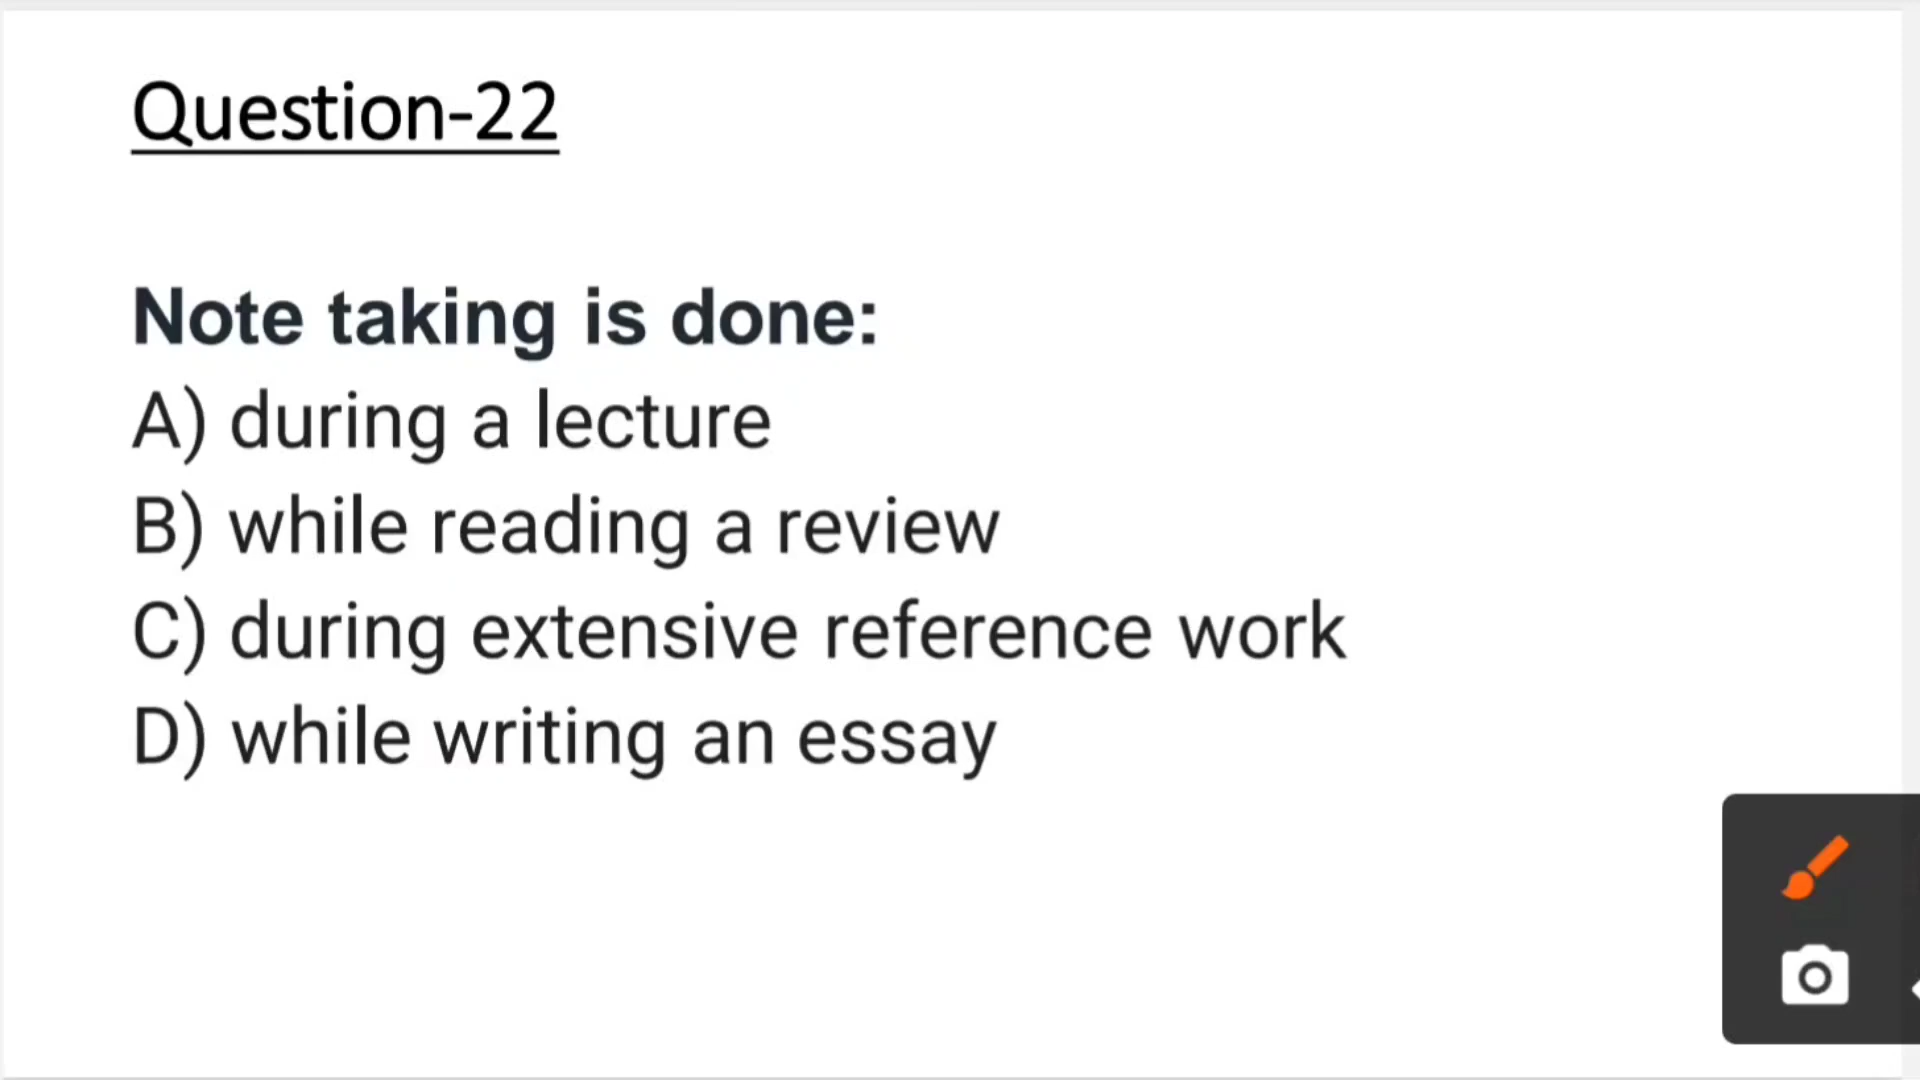 Question-22
Note taking is done:
A) during a lecture
B) while reading a review
C) during extensive reference work
D) while writing an essay